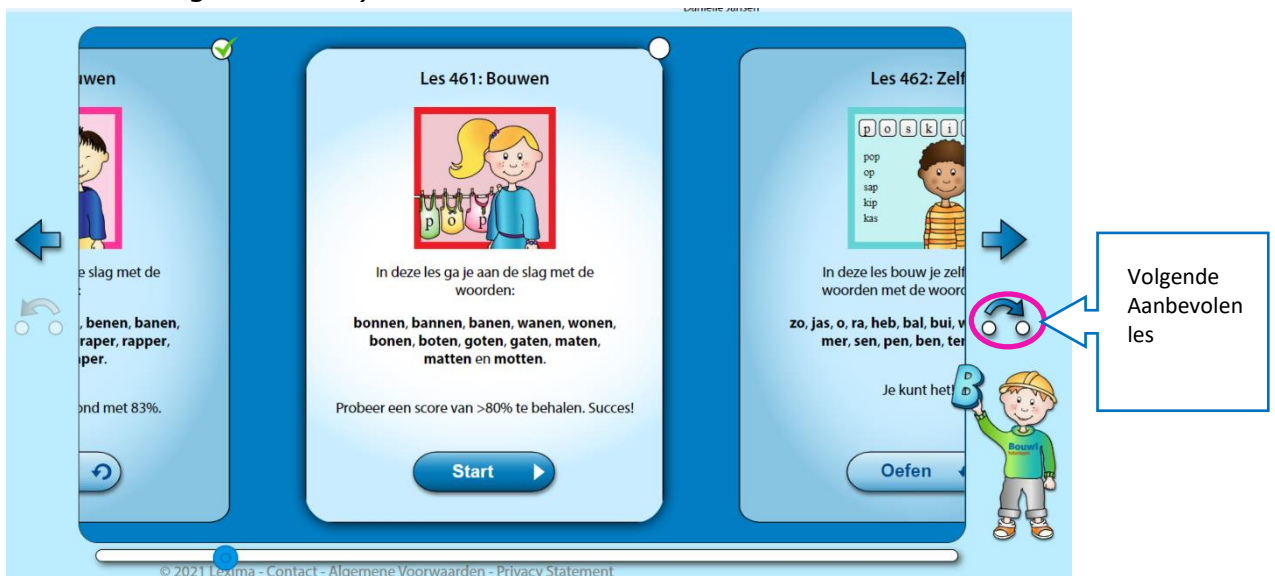 Danielle Jansen
uwen
e slag met de
:
, benen, banen,
raper, rapper,
per.
ond met 83%.
Les 461: Bouwen
p o p
In deze les ga je aan de slag met de
woorden:
bonnen, bannen, banen, wanen, wonen,
bonen, boten, goten, gaten, maten,
matten en motten.
Probeer een score van >80% te behalen. Succes!
Start
Les 462: Zelf
p o s k i
pop
op
sap
kip
kas
In deze les bouw je zelf
woorden met de woord
zo, jas, o, ra, heb, bal, bui, w
mer, sen, pen, ben, ter
Je kunt het!
Oefen
B
Bouw!
Volgende
Aanbevolen
les
© 2021 Lexima - Contact - Algemene Voorwaarden - Privacy Statement